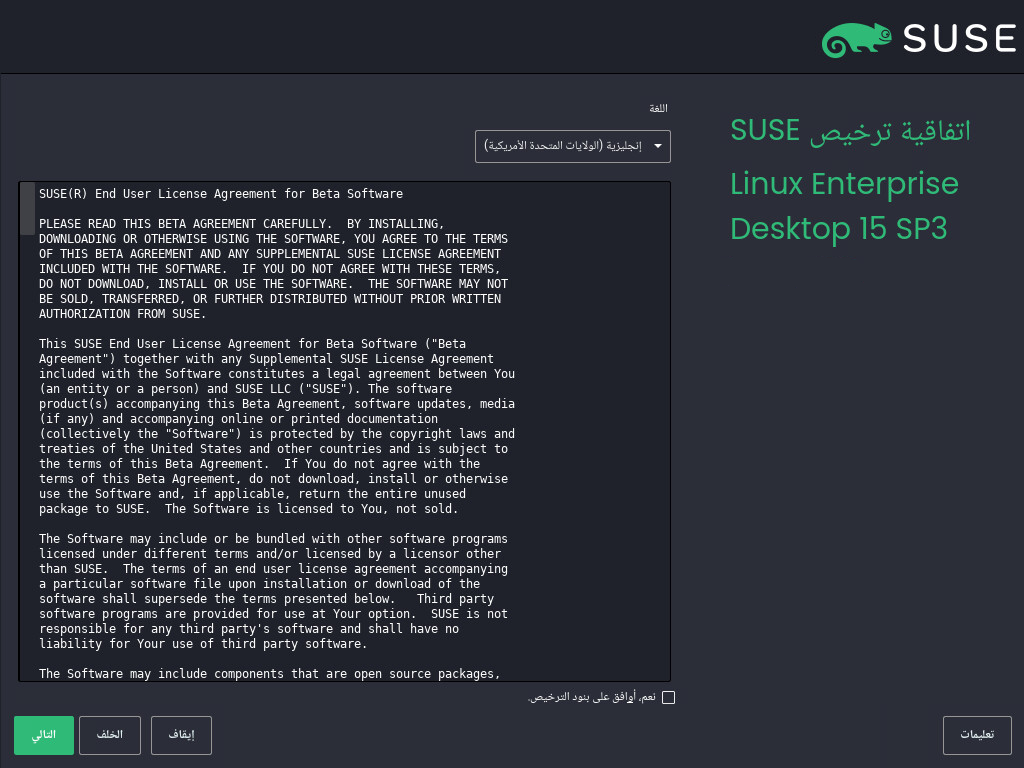 SUSE
اتفاقية ترخيص SUSE
Linux Enterprise
Desktop 15 SP3
اللغة
إنجليزية (الولايات المتحدة الأمريكية)
SUSE(R) End User License Agreement for Beta Software
PLEASE READ THIS BETA AGREEMENT CAREFULLY.  BY INSTALLING,
DOWNLOADING OR OTHERWISE USING THE SOFTWARE, YOU AGREE TO THE TERMS
OF THIS BETA AGREEMENT AND ANY SUPPLEMENTAL SUSE LICENSE AGREEMENT
INCLUDED WITH THE SOFTWARE.  IF YOU DO NOT AGREE WITH THESE TERMS,
DO NOT DOWNLOAD, INSTALL OR USE THE SOFTWARE.  THE SOFTWARE MAY NOT
BE SOLD, TRANSFERRED, OR FURTHER DISTRIBUTED WITHOUT PRIOR WRITTEN
AUTHORIZATION FROM SUSE.
This SUSE End User License Agreement for Beta Software ("Beta
Agreement") together with any Supplemental SUSE License Agreement
included with the Software constitutes a legal agreement between You
(an entity or a person) and SUSE LLC ("SUSE"). The software
product(s) accompanying this Beta Agreement, software updates, media
(if any) and accompanying online or printed documentation
(collectively the "Software") is protected by the copyright laws and
treaties of the United States and other countries and is subject to
the terms of this Beta Agreement.  If You do not agree with the
terms of this Beta Agreement, do not download, install or otherwise
use the Software and, if applicable, return the entire unused
package to SUSE.  The Software is licensed to You, not sold.
The Software may include or be bundled with other software programs
licensed under different terms and/or licensed by a licensor other
than SUSE.  The terms of an end user license agreement accompanying
a particular software file upon installation or download of the
software shall supersede the terms presented below.   Third party
software programs are provided for use at Your option.  SUSE is not
responsible for any third party's software and shall have no
liability for Your use of third party software.
The Software may include components that are open source packages,
نعم، أوافق على بنود الترخيص.
تعليمات
إيقاف
الخلف
التالي